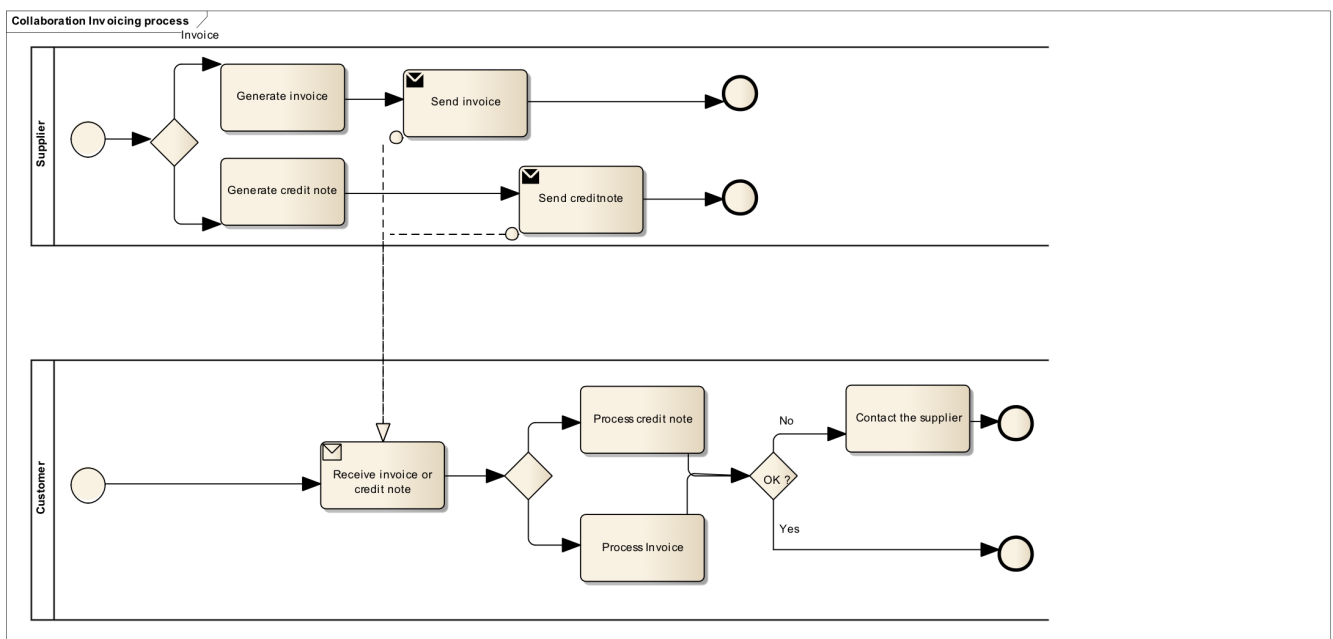 Collaboration Invoicing process
Invoice
Supplier
Generate invoice
Send invoice
Generate credit note
Send creditnote
Customer
Receive invoice or
credit note
Process credit note
Process Invoice
OK ?
No
Yes
Contact the supplier